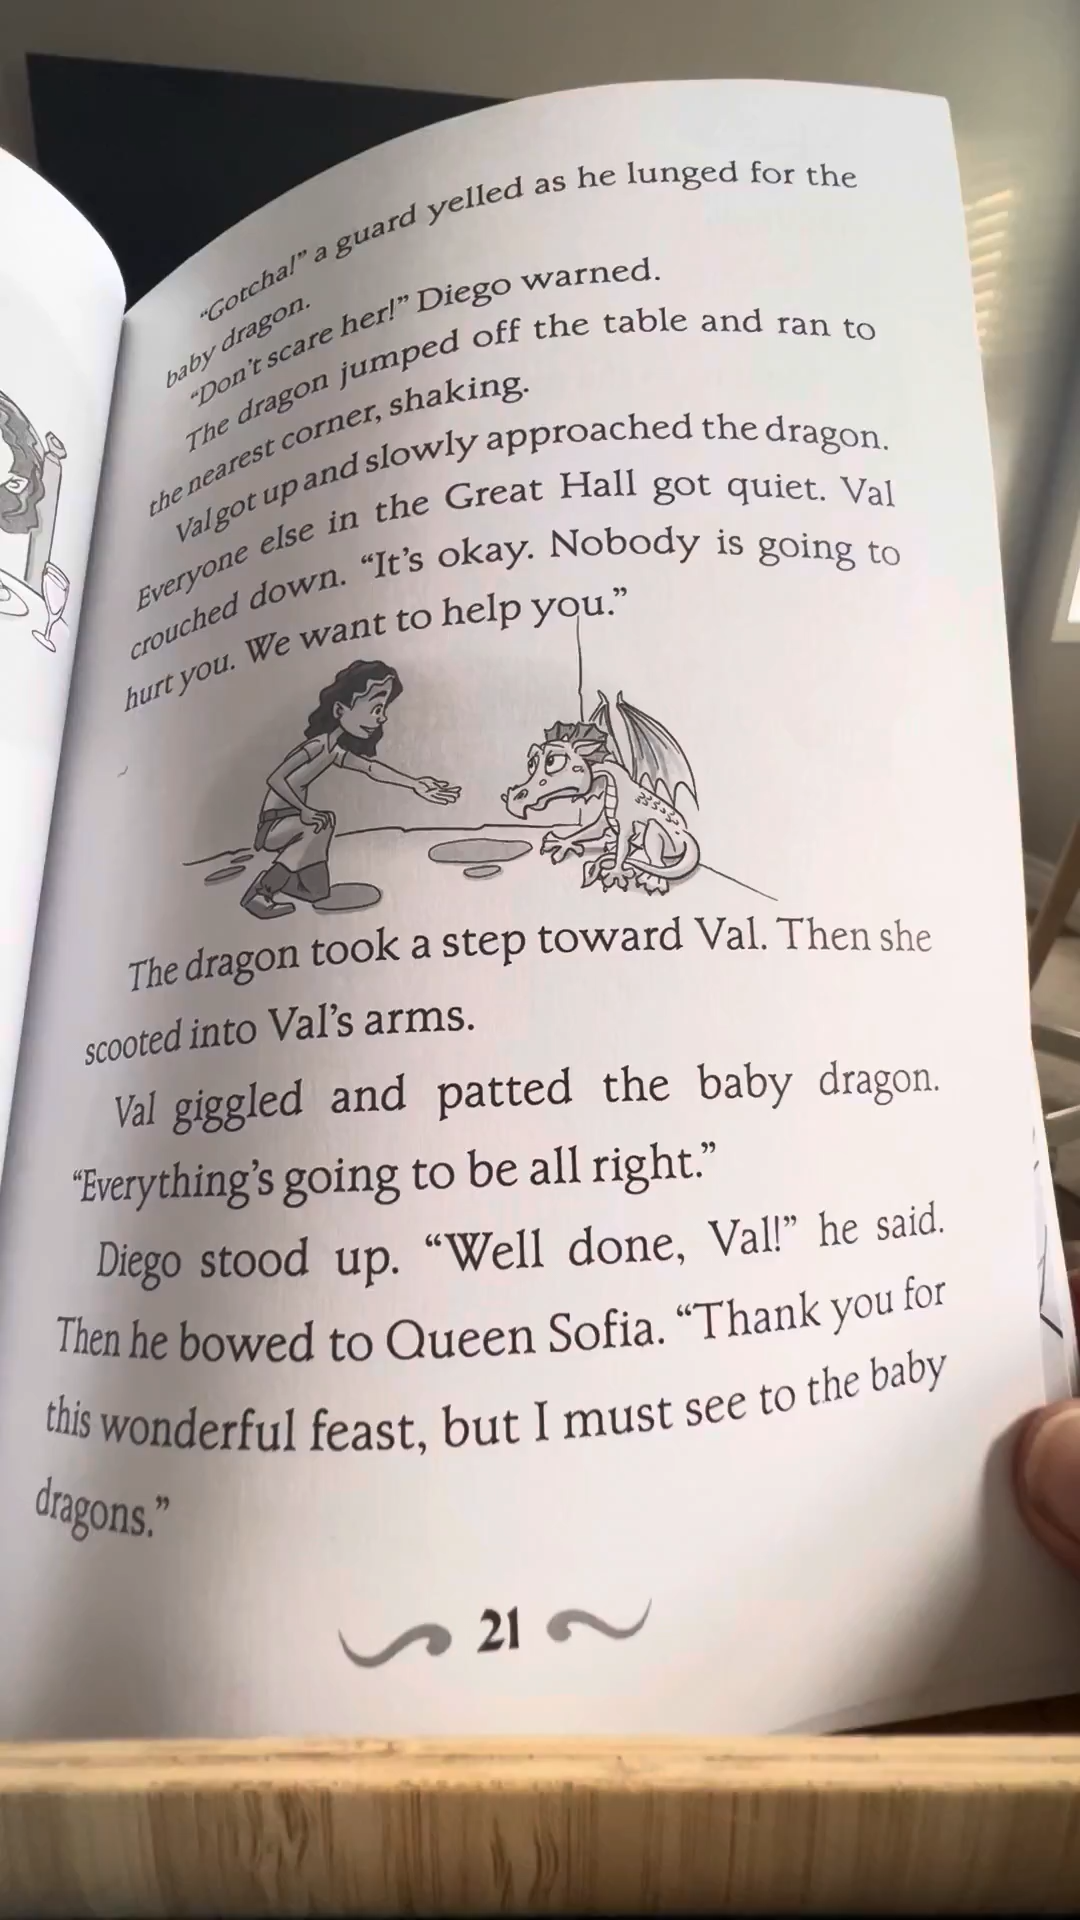 “Gotcha!” a guard yelled as he lunged for the
baby dragon.
“Don’t scare her!” Diego warned.
The dragon jumped off the table and ran to
the nearest corner, shaking.
Val got up and slowly approached the dragon.
Everyone else in the Great Hall got quiet. Val
crouched down. “It’s okay. Nobody is going to
hurt you. We want to help you.”
The dragon took a step toward Val. Then she
scooted into Val’s arms.
Val giggled and patted the baby dragon.
“Everything’s going to be all right.”
Diego stood up. “Well done, Val!” he said.
Then he bowed to Queen Sofia. “Thank you for
this wonderful feast, but I must see to the baby
dragons.”
21